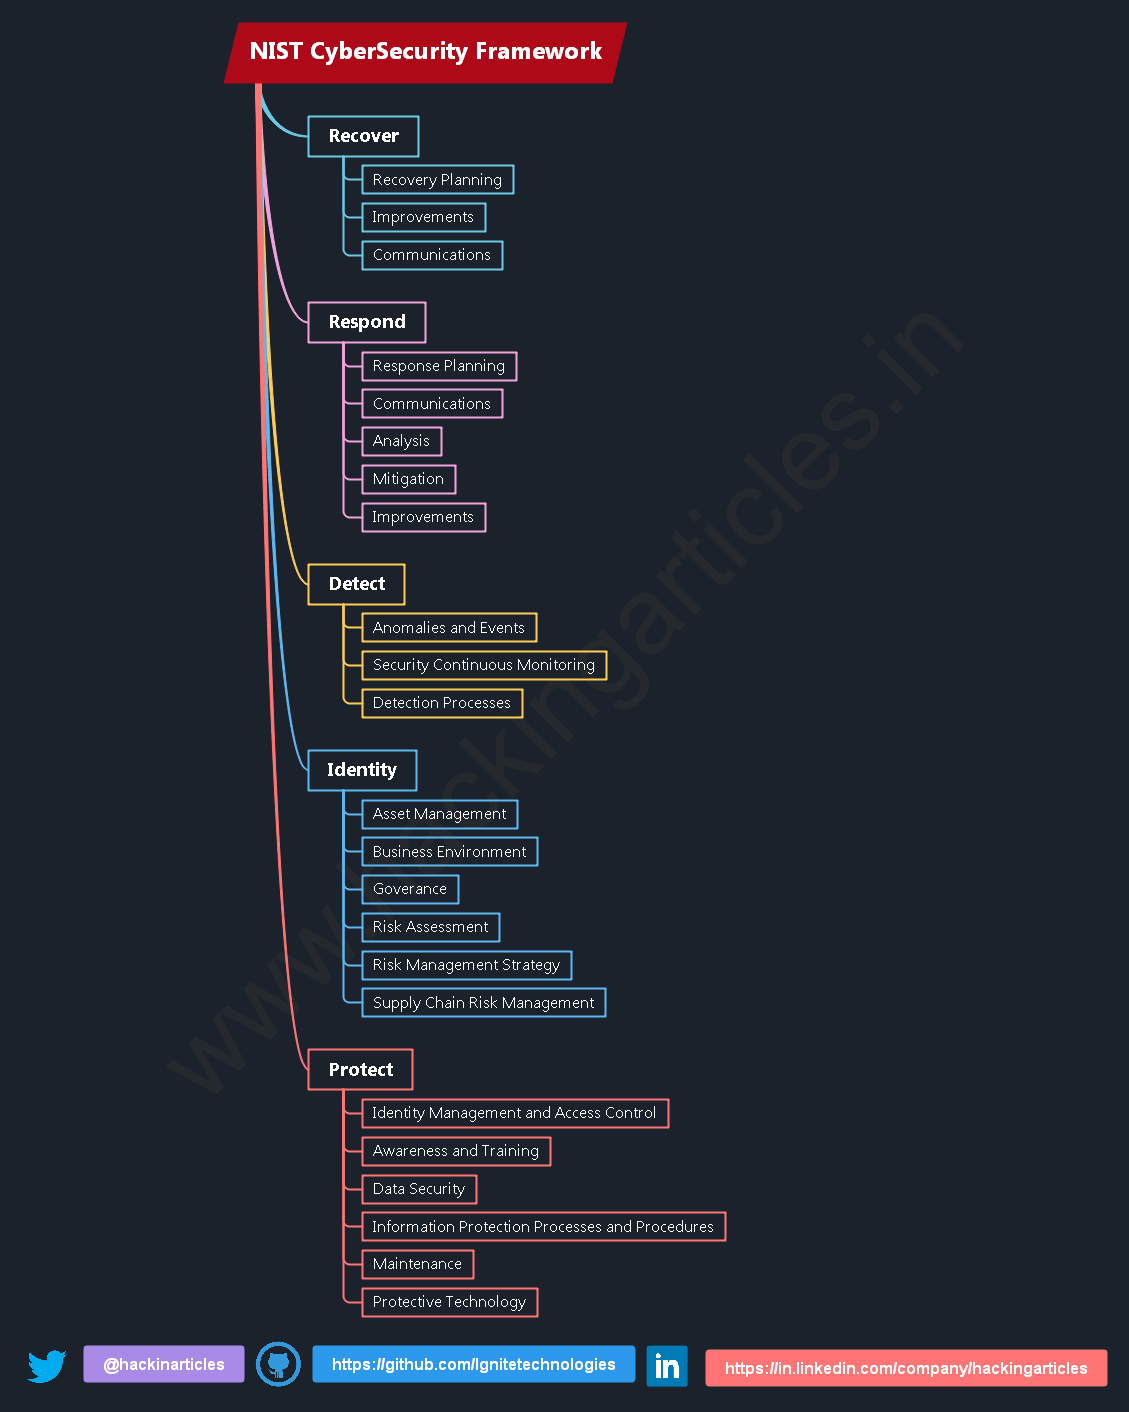 NIST CyberSecurity Framework
Recover
Recovery Planning
Improvements
Communications
Respond
Response Planning
Communications
Analysis
Mitigation
Improvements
Detect
Anomalies and Events
Security Continuous Monitoring
Detection Processes
Identity
Asset Management
Business Environment
Goverance
Risk Assessment
Risk Management Strategy
Supply Chain Risk Management
Protect
Identity Management and Access Control
Awareness and Training
Data Security
Information Protection Processes and Procedures
Maintenance
Protective Technology
www.hackingarticles.in
@hackinarticles
https://github.com/Ignitetechnologies
in
https://in.linkedin.com/company/hackingarticles